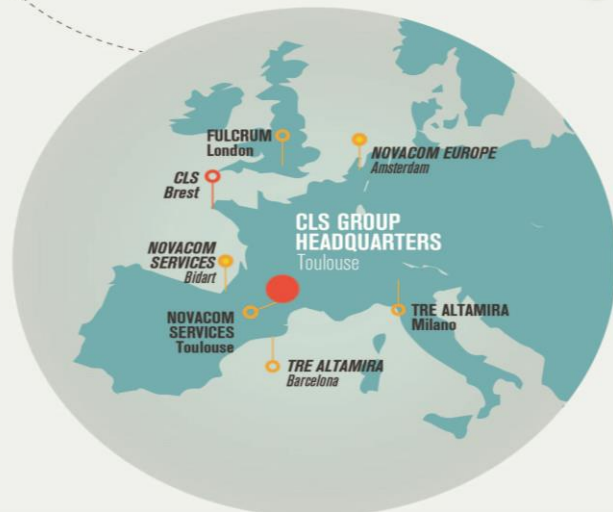 FULCRUM
London
NOVACOM EUROPE
Amsterdam
CLS
Brest
CLS GROUP
HEADQUARTERS
Toulouse
NOVACOM
SERVICES
Bidart
NOVACOM
SERVICES
Toulouse
TRE ALTAMIRA
Milano
TRE ALTAMIRA
Barcelona